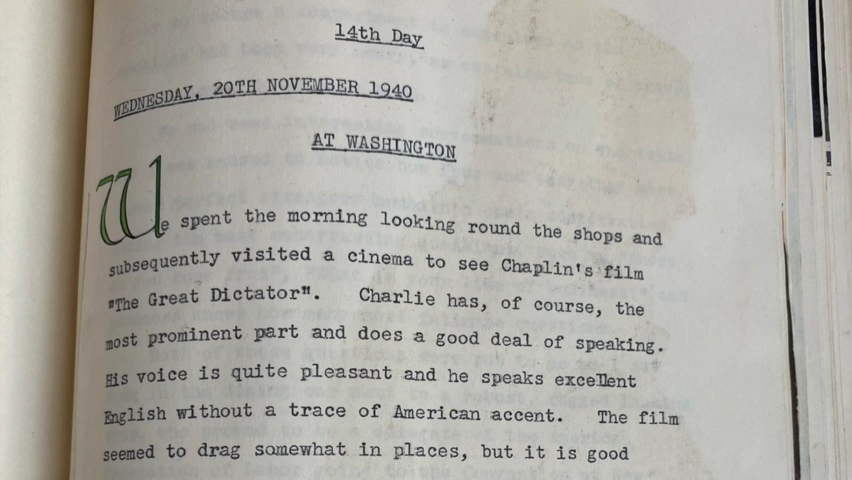 14th Day
WEDNESDAY, 20TH NOVEMBER 1940
AT WASHINGTON
We spent the morning looking round the shops and
subsequently visited a cinema to see Chaplin's film
"The Great Dictator". Charlie has, of course, the
most prominent part and does a good deal of speaking.
His voice is quite pleasant and he speaks excellent
English without a trace of American accent. The film
seemed to drag somewhat in places, but it is good